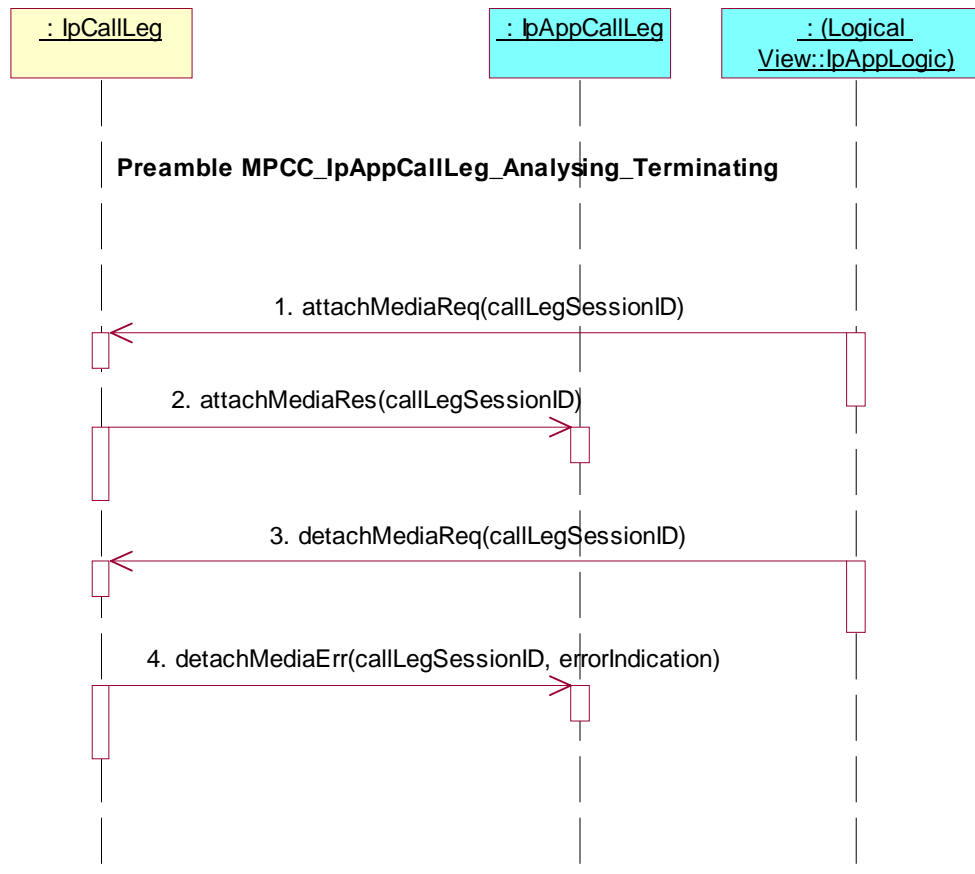 : IpCallLeg
: IpAppCallLeg
: (Logical
View::IpAppLogic)
Preamble MPCC_IpAppCallLeg_Analysing_Terminating
1. attachMediaReq(callLegSessionID)
2. attachMediaRes(callLegSessionID)
3. detachMediaReq(callLegSessionID)
4. detachMediaErr(callLegSessionID, errorIndication)